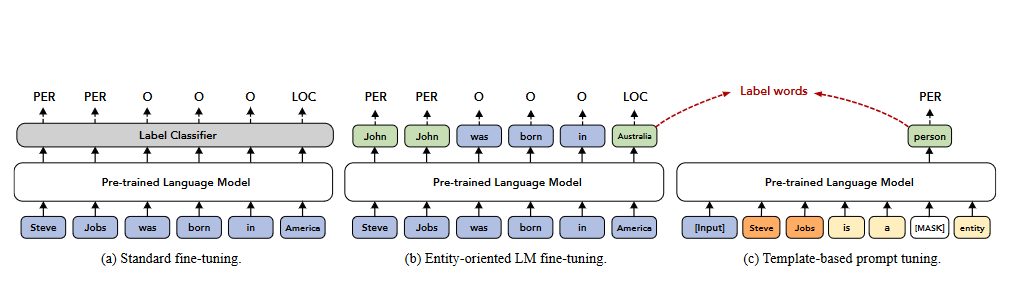 PER PER O O O LOC
Label Classifier
Pre-trained Language Model
Steve Jobs was born in America
(a) Standard fine-tuning.
PER PER O O O LOC
John John was born in Australia
Pre-trained Language Model
Steve Jobs was born in America
(b) Entity-oriented LM fine-tuning.
Label words
PER
person
Pre-trained Language Model
[Input] Steve Jobs is a [MASK] entity
(c) Template-based prompt tuning.